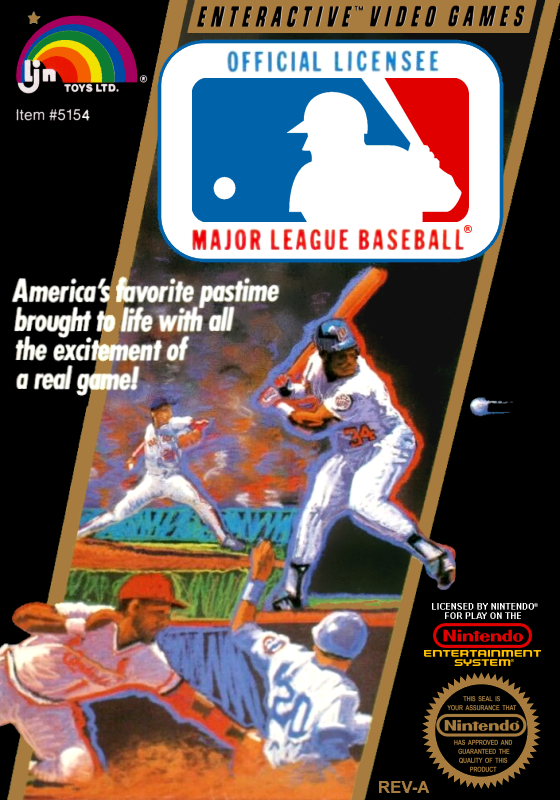 ENTERACTIVE™ VIDEO GAMES
ljn
TOYS LTD.®
Item #5154
OFFICIAL LICENSEE
MAJOR LEAGUE BASEBALL®
America's favorite pastime
brought to life with all
the excitement of
a real game!
34
20
LICENSED BY NINTENDO®
FOR PLAY ON THE
Nintendo
ENTERTAINMENT
SYSTEM®
THIS SEAL IS
YOUR ASSURANCE THAT
Nintendo
HAS APPROVED AND
GUARANTEED THE
QUALITY OF THIS
PRODUCT
REV-A